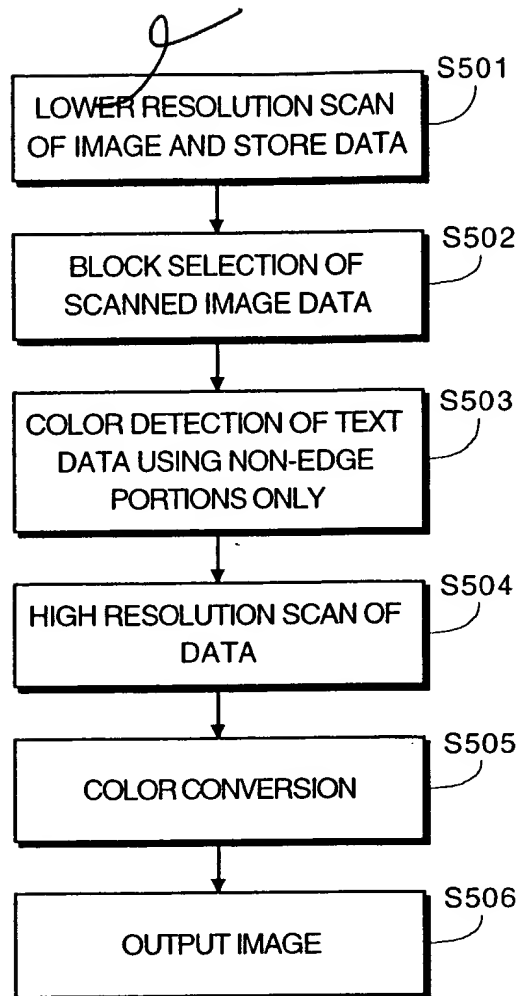 S501
LOWER RESOLUTION SCAN
OF IMAGE AND STORE DATA
S502
BLOCK SELECTION OF
SCANNED IMAGE DATA
S503
COLOR DETECTION OF TEXT
DATA USING NON-EDGE
PORTIONS ONLY
S504
HIGH RESOLUTION SCAN OF
DATA
S505
COLOR CONVERSION
S506
OUTPUT IMAGE